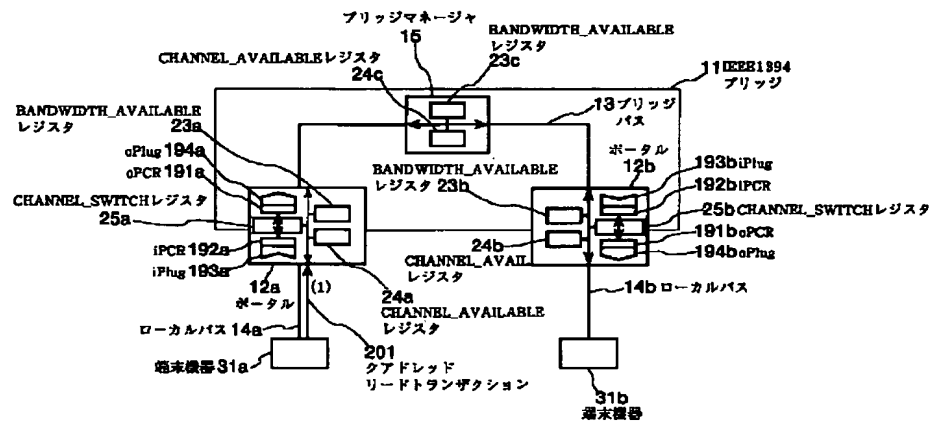 ブリッジマネージャ
15
BANDWIDTH_AVAILABLE
レジスタ
23c
CHANNEL_AVAILABLEレジスタ
24c
11 IEEE1394
ブリッジ
13 ブリッジ
バス
BANDWIDTH_AVAILABLE
レジスタ
23a
oPlug 194a
oPCR 191a
CHANNEL_SWITCHレジスタ
25a
iPCR 192a
iPlug 193a
12a
ポータル
(1)
24a
CHANNEL_AVAILABLE
レジスタ
BANDWIDTH_AVAILABLE
レジスタ 23b
ポータル
12b
193b iPlug
192b iPCR
25b CHANNEL_SWITCHレジスタ
191b oPCR
194b oPlug
24b
CHANNEL_AVAIL
レジスタ
ローカルバス 14a
14b ローカルバス
端末機器 31a
201
クアドレッド
リードトランザクション
31b
端末機器